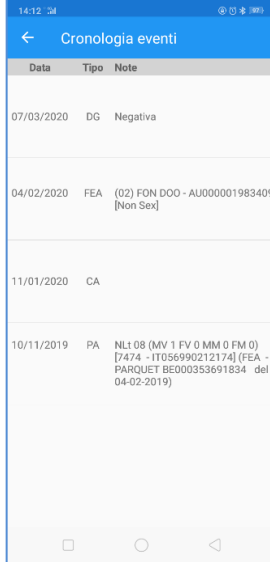 14:12
Cronologia eventi
Data Tipo Note
07/03/2020 DG Negativa
04/02/2020 FEA (02) FON DOO - AU000001983409
[Non Sex]
11/01/2020 CA
10/11/2019 PA NLt 08 (MV 1 FV 0 MM 0 FM 0)
[7474 - IT056990212174] (FEA -
PARQUET BE000353691834 del
04-02-2019)